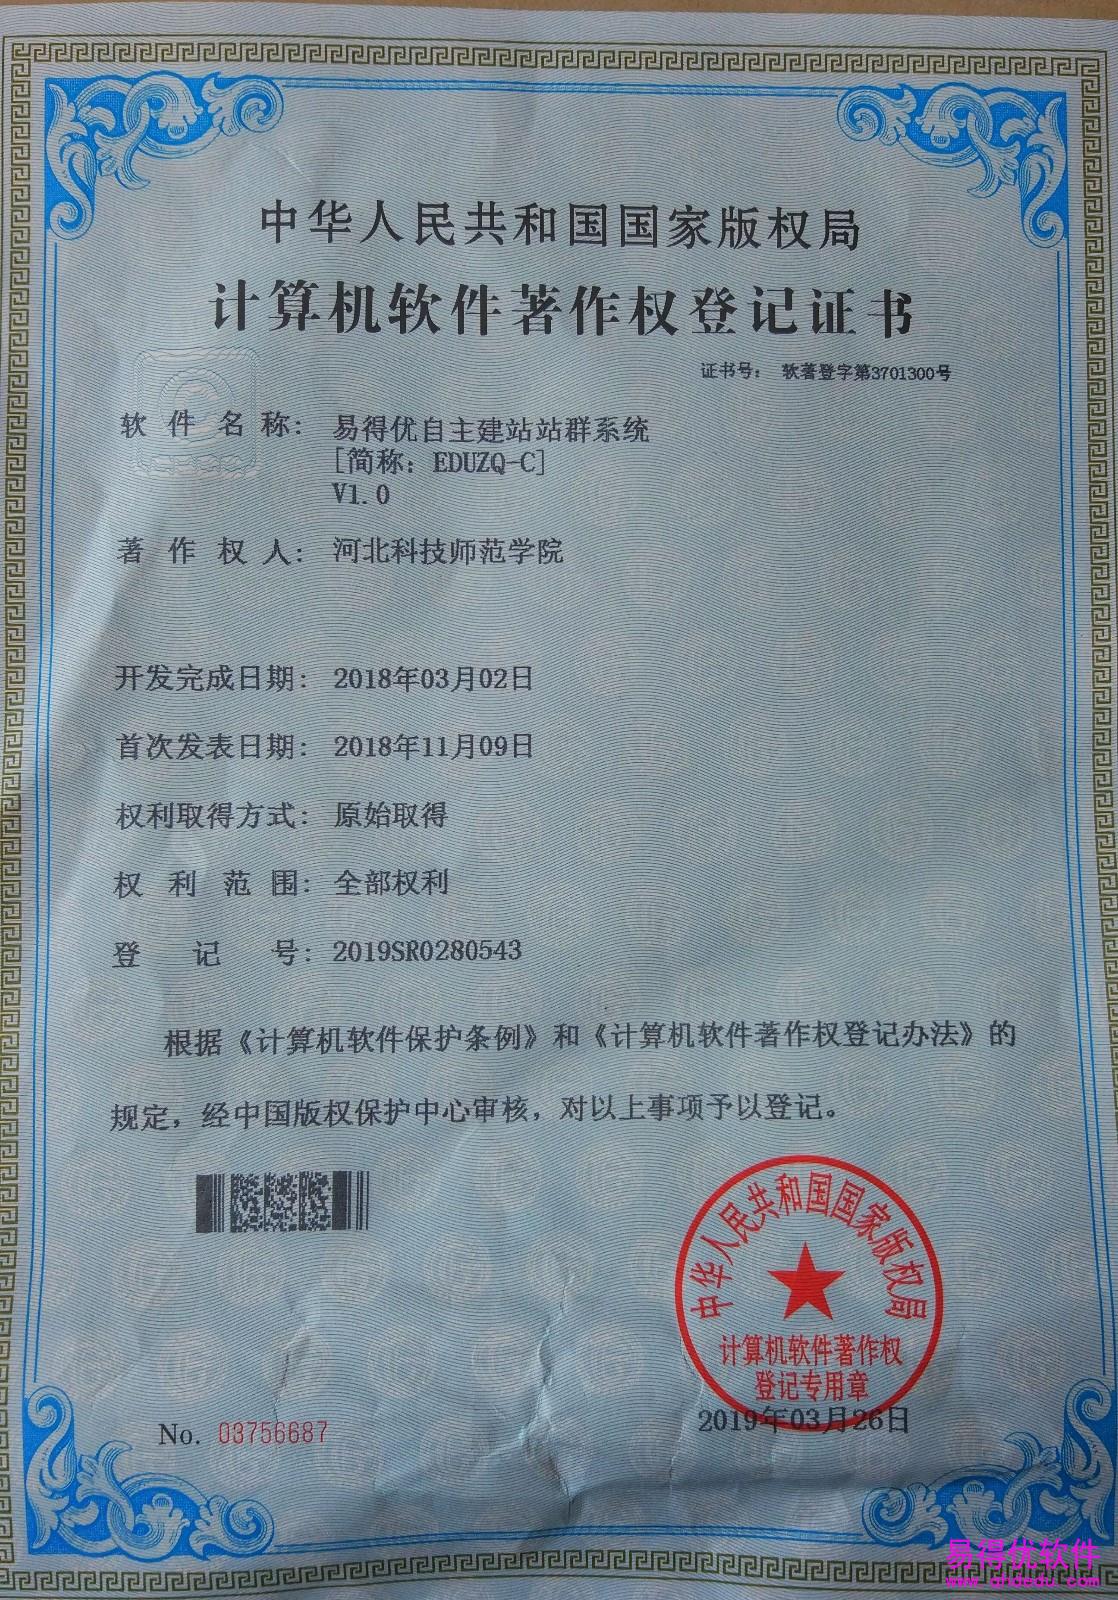 中华人民共和国国家版权局
计算机软件著作权登记证书
证书号： 软著登字第3701300号
软件名称： 易得优自主建站站群系统
[简称：EDUZQ-C]
V1.0
著作权人： 河北科技师范学院
开发完成日期： 2018年03月02日
首次发表日期： 2018年11月09日
权利取得方式： 原始取得
权利范围： 全部权利
登记号： 2019SR0280543
根据《计算机软件保护条例》和《计算机软件著作权登记办法》的
规定，经中国版权保护中心审核，对以上事项予以登记。
中华人民共和国国家版权局
计算机软件著作权
登记专用章
2019年03月26日
No. 03756687
易得优软件
www.qhdedu.com